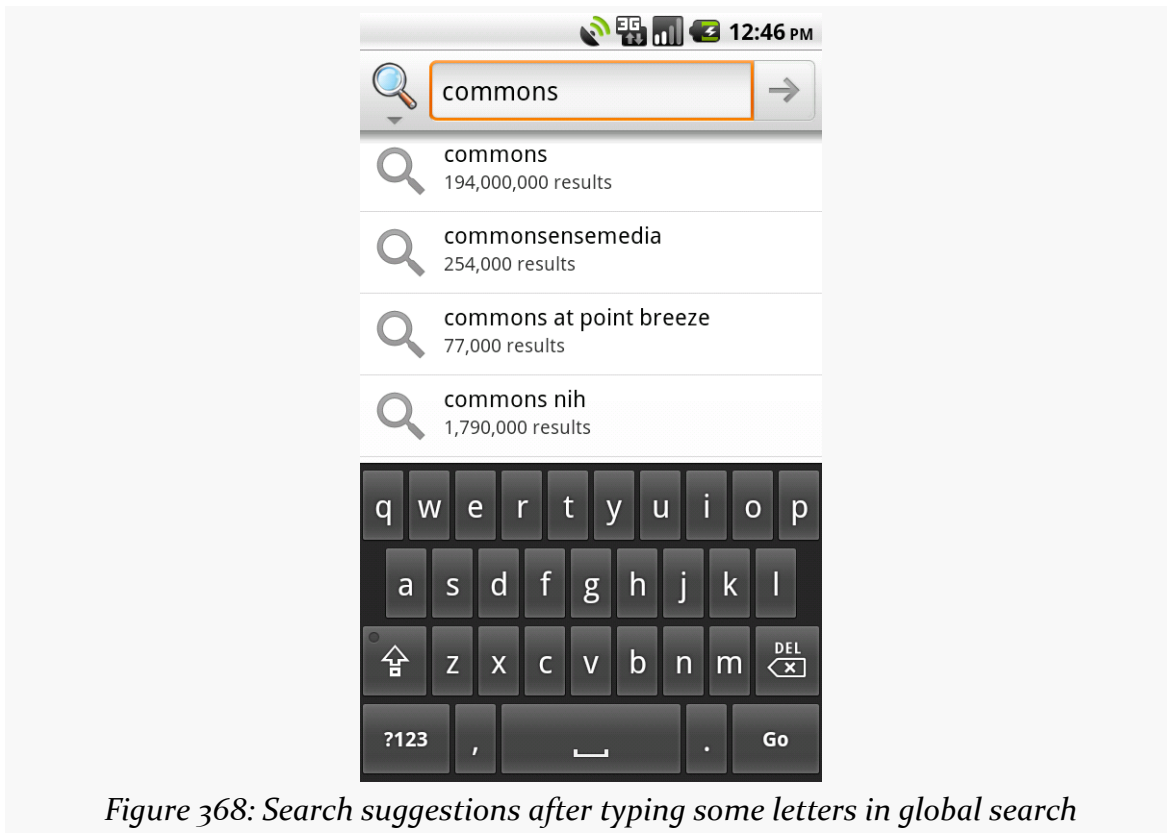 3G 12:46 PM
commons
commons
194,000,000 results
commonsensemedia
254,000 results
commons at point breeze
77,000 results
commons nih
1,790,000 results
q w e r t y u i o p
a s d f g h j k l
z x c v b n m DEL
?123 , . Go
Figure 368: Search suggestions after typing some letters in global search